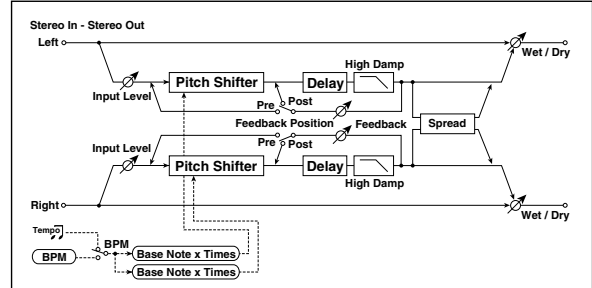 Stereo In - Stereo Out
Left
Wet / Dry
High Damp
Input Level
Pitch Shifter
Delay
Pre
Post
Feedback Position
Feedback
Spread
Input Level
Pre
Post
Pitch Shifter
Delay
High Damp
Right
Wet / Dry
Tempo
BPM
BPM
Base Note x Times
Base Note x Times